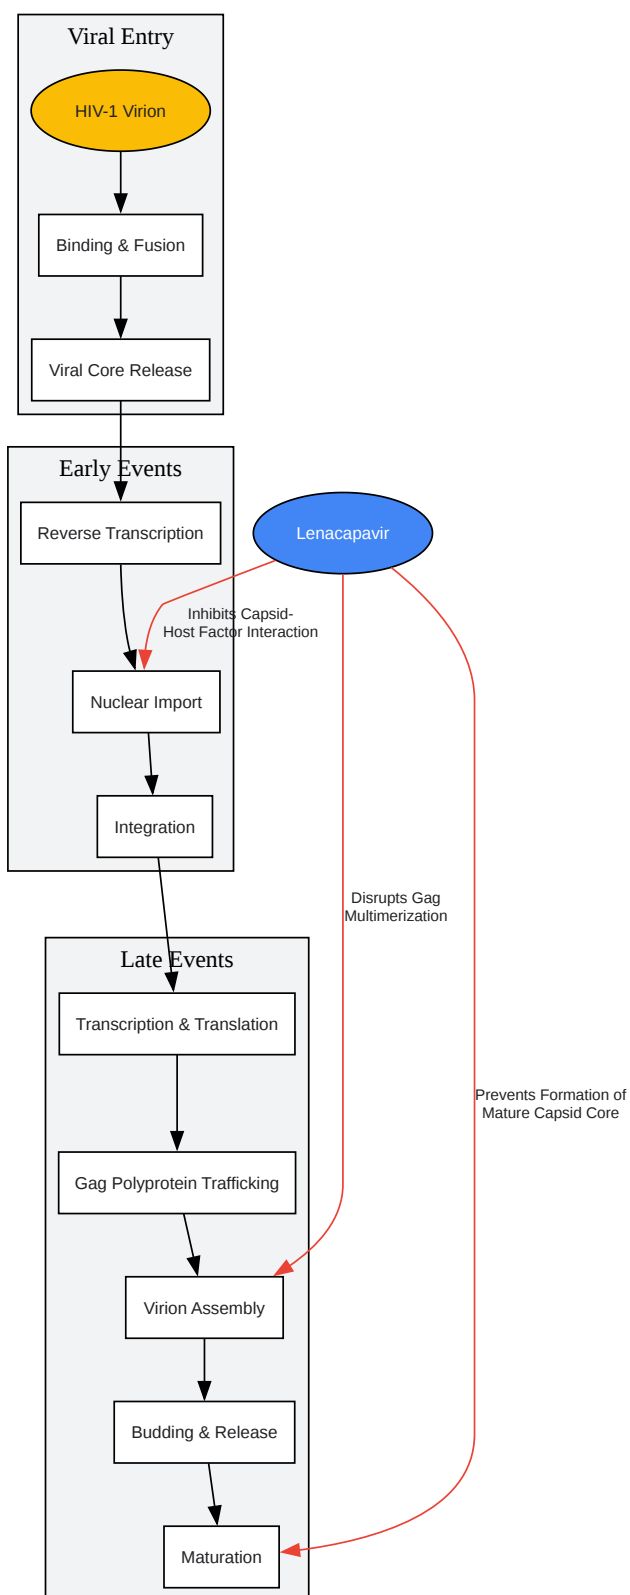 Viral Entry
HIV-1 Virion
Binding & Fusion
Viral Core Release
Early Events
Reverse Transcription
Lenacapavir
Inhibits Capsid-
Host Factor Interaction
Nuclear Import
Integration
Disrupts Gag
Multimerization
Late Events
Transcription & Translation
Prevents Formation of
Mature Capsid Core
Gag Polyprotein Trafficking
Virion Assembly
Budding & Release
Maturation